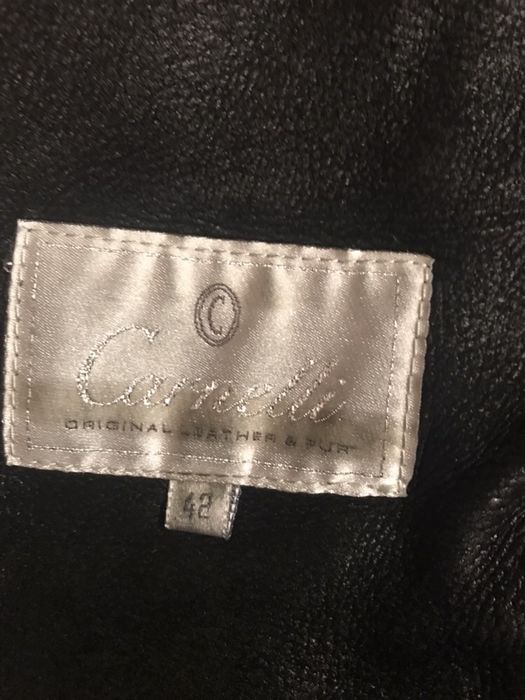 C
Carnelli
ORIGINAL LEATHER & FUR
42